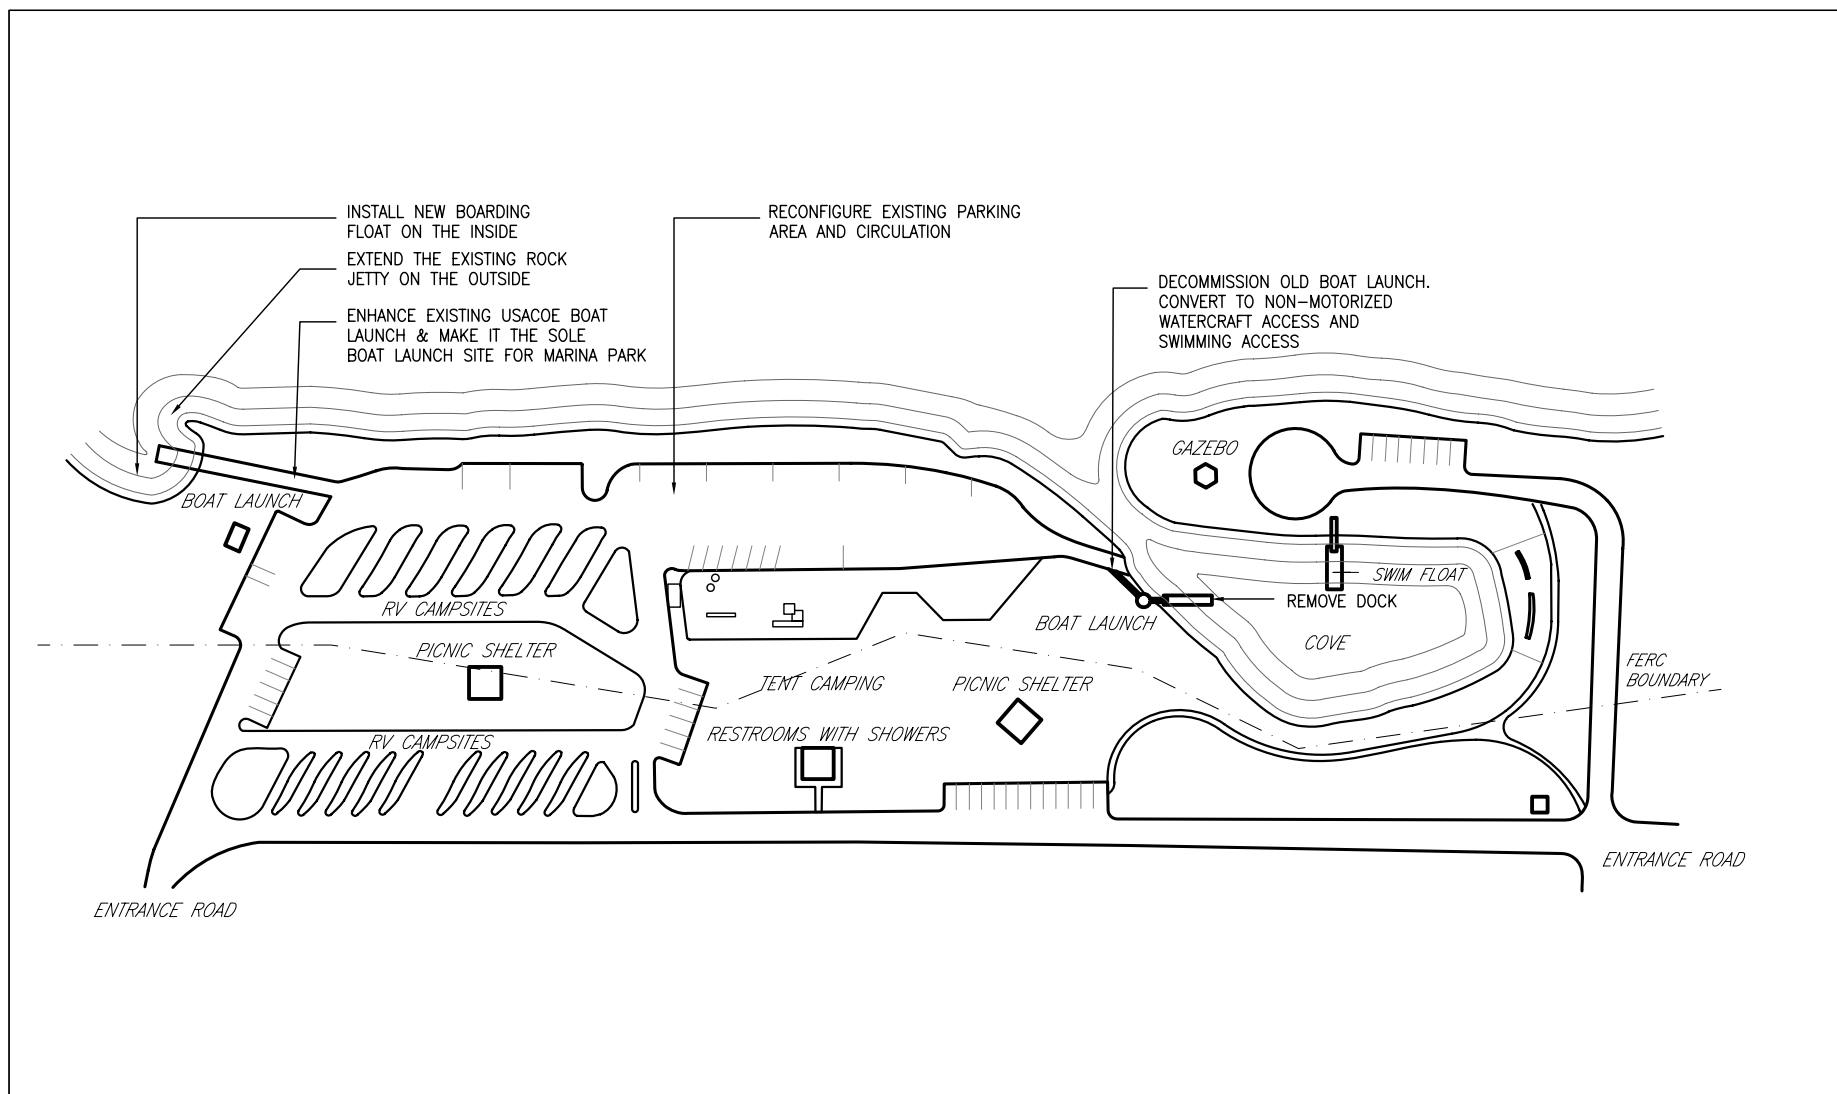 INSTALL NEW BOARDING
FLOAT ON THE INSIDE
EXTEND THE EXISTING ROCK
JETTY ON THE OUTSIDE
ENHANCE EXISTING USACOE BOAT
LAUNCH & MAKE IT THE SOLE
BOAT LAUNCH SITE FOR MARINA PARK
RECONFIGURE EXISTING PARKING
AREA AND CIRCULATION
DECOMMISSION OLD BOAT LAUNCH.
CONVERT TO NON-MOTORIZED
WATERCRAFT ACCESS AND
SWIMMING ACCESS
GAZEBO
BOAT LAUNCH
SWIM FLOAT
REMOVE DOCK
RV CAMPSITES
BOAT LAUNCH
COVE
PICNIC SHELTER
TENT CAMPING
PICNIC SHELTER
FERC
BOUNDARY
RV CAMPSITES
RESTROOMS WITH SHOWERS
ENTRANCE ROAD
ENTRANCE ROAD